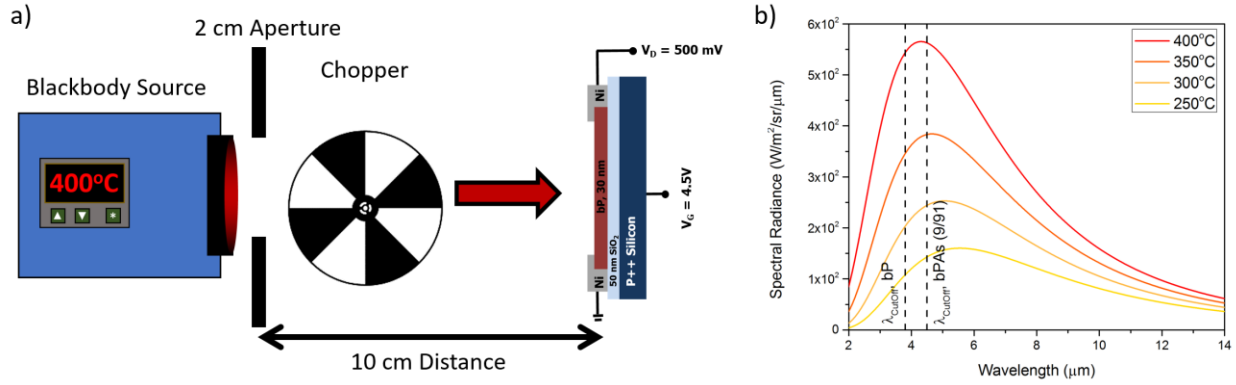 a)
2 cm Aperture
Chopper
Blackbody Source
400°C
10 cm Distance
V_D = 500 mV
Ni
bP, 30 nm
50 nm SiO₂
P++ Silicon
Ni
V_G = 4.5V
b)
Spectral Radiance (W/m²/sr/μm)
6x10²
5x10²
4x10²
3x10²
2x10²
1x10²
0
400°C
350°C
300°C
250°C
λ_CutOff, bP
λ_CutOff, bPAs (9/91)
2 4 6 8 10 12 14
Wavelength (μm)